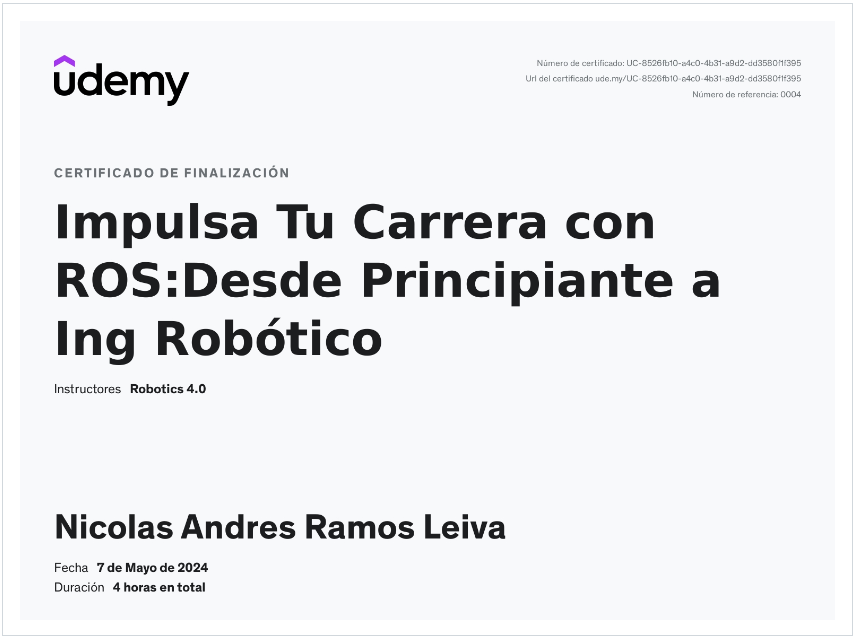 udemy
Número de certificado: UC-8526fb10-a4c0-4b31-a9d2-dd3580f1f395
Url del certificado ude.my/UC-8526fb10-a4c0-4b31-a9d2-dd3580f1f395
Número de referencia: 0004
CERTIFICADO DE FINALIZACIÓN
Impulsa Tu Carrera con
ROS:Desde Principiante a
Ing Robótico
Instructores Robotics 4.0
Nicolas Andres Ramos Leiva
Fecha 7 de Mayo de 2024
Duración 4 horas en total